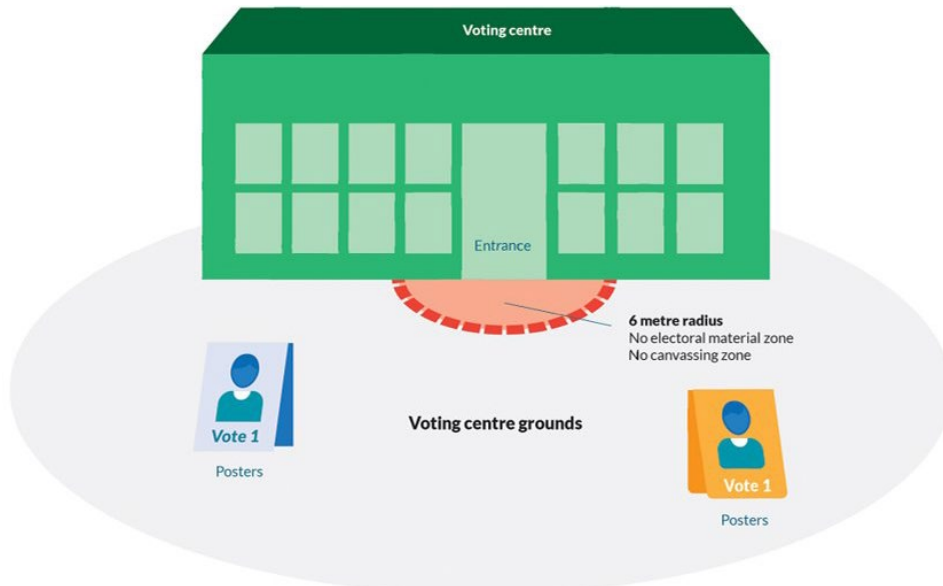 Voting centre
Entrance
6 metre radius
No electoral material zone
No canvassing zone
Vote 1
Posters
Voting centre grounds
Vote 1
Posters